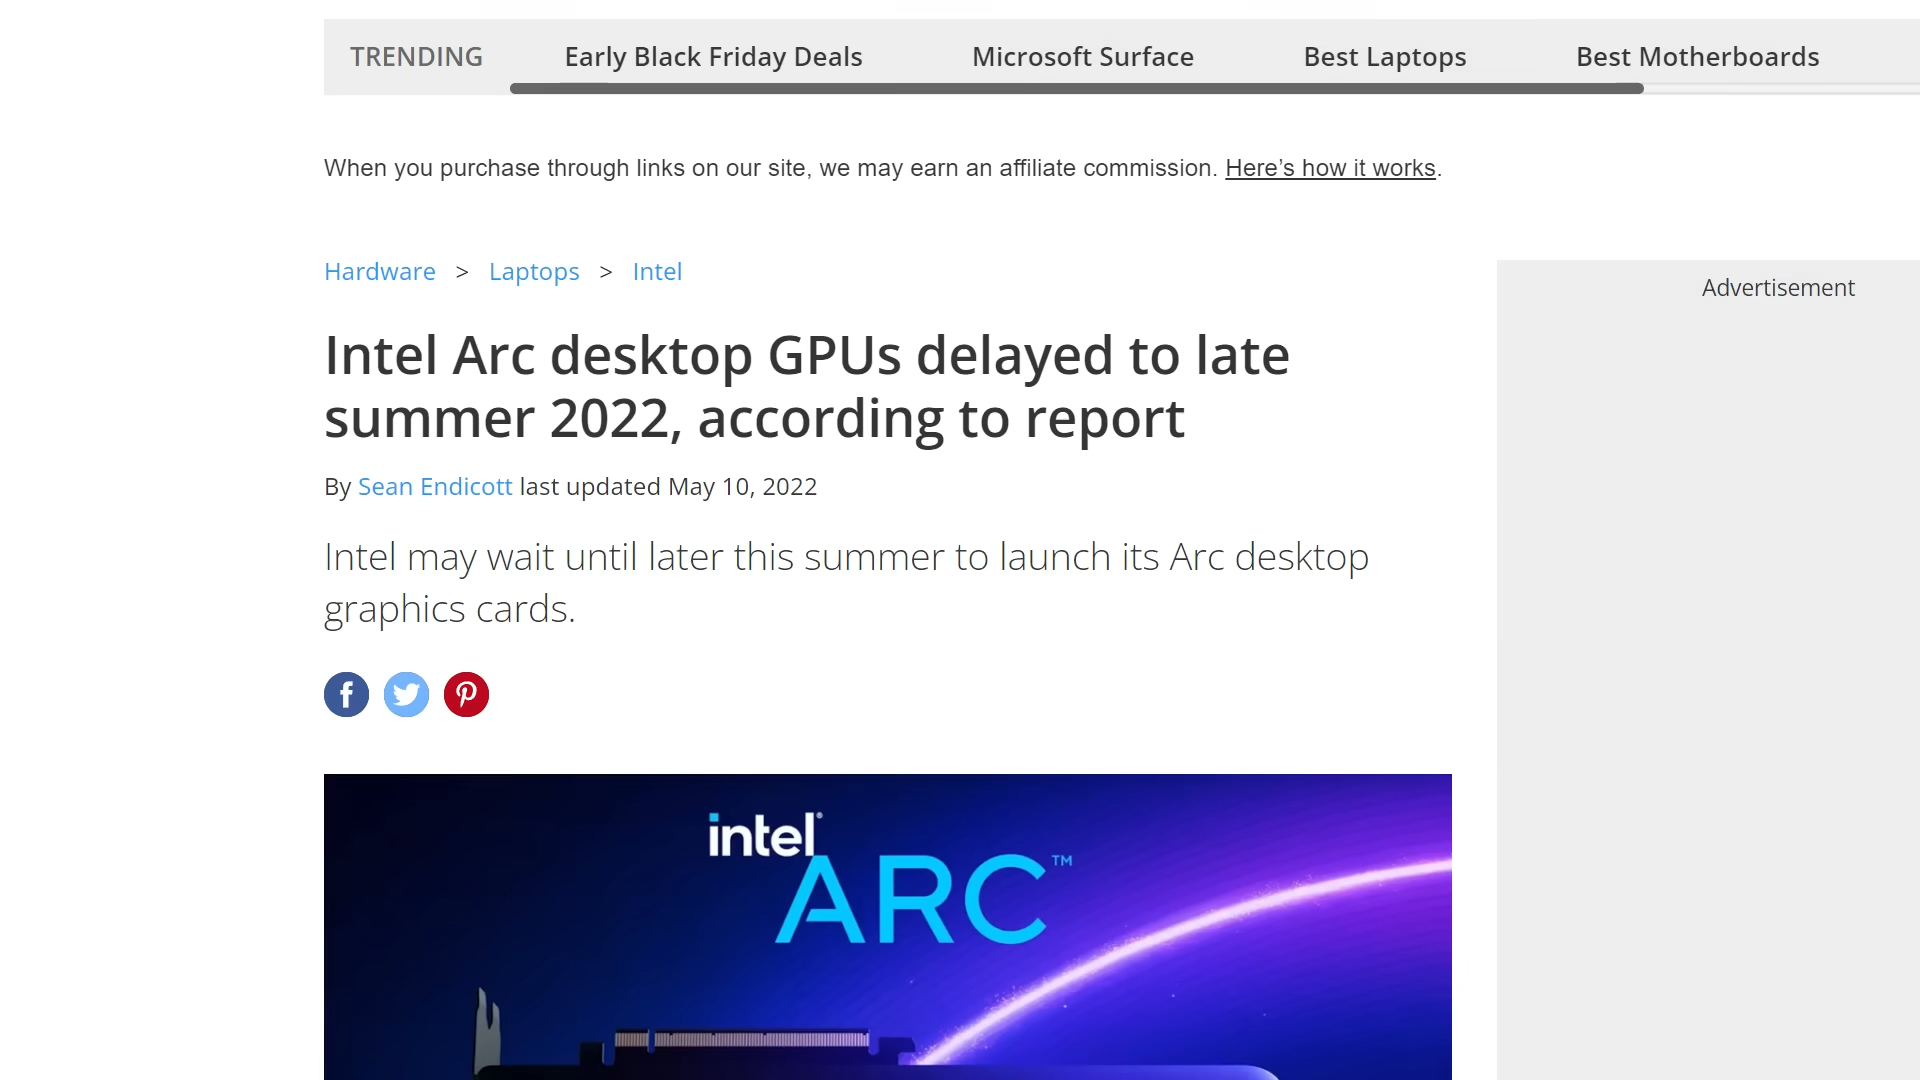 TRENDING Early Black Friday Deals Microsoft Surface Best Laptops Best Motherboards
When you purchase through links on our site, we may earn an affiliate commission. Here’s how it works.
Hardware > Laptops > Intel
Advertisement
Intel Arc desktop GPUs delayed to late
summer 2022, according to report
By Sean Endicott last updated May 10, 2022
Intel may wait until later this summer to launch its Arc desktop
graphics cards.
intel®
ARC™